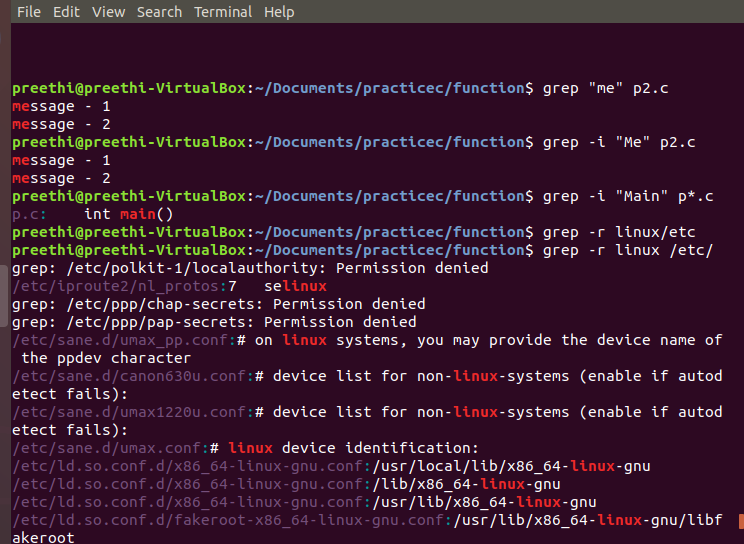 File Edit View Search Terminal Help
preethi@preethi-VirtualBox:~/Documents/practicec/function$ grep "me" p2.c
message - 1
message - 2
preethi@preethi-VirtualBox:~/Documents/practicec/function$ grep -i "Me" p2.c
message - 1
message - 2
preethi@preethi-VirtualBox:~/Documents/practicec/function$ grep -i "Main" p*.c
p.c:    int main()
preethi@preethi-VirtualBox:~/Documents/practicec/function$ grep -r linux/etc
preethi@preethi-VirtualBox:~/Documents/practicec/function$ grep -r linux /etc/
grep: /etc/polkit-1/localauthority: Permission denied
/etc/iproute2/nl_protos:7   selinux
grep: /etc/ppp/chap-secrets: Permission denied
grep: /etc/ppp/pap-secrets: Permission denied
/etc/sane.d/umax_pp.conf:# on linux systems, you may provide the device name of
 the ppdev character
/etc/sane.d/canon630u.conf:# device list for non-linux-systems (enable if autod
etect fails):
/etc/sane.d/umax1220u.conf:# device list for non-linux-systems (enable if autod
etect fails):
/etc/sane.d/umax.conf:# linux device identification:
/etc/ld.so.conf.d/x86_64-linux-gnu.conf:/usr/local/lib/x86_64-linux-gnu
/etc/ld.so.conf.d/x86_64-linux-gnu.conf:/lib/x86_64-linux-gnu
/etc/ld.so.conf.d/x86_64-linux-gnu.conf:/usr/lib/x86_64-linux-gnu
/etc/ld.so.conf.d/fakeroot-x86_64-linux-gnu.conf:/usr/lib/x86_64-linux-gnu/libf
akeroot